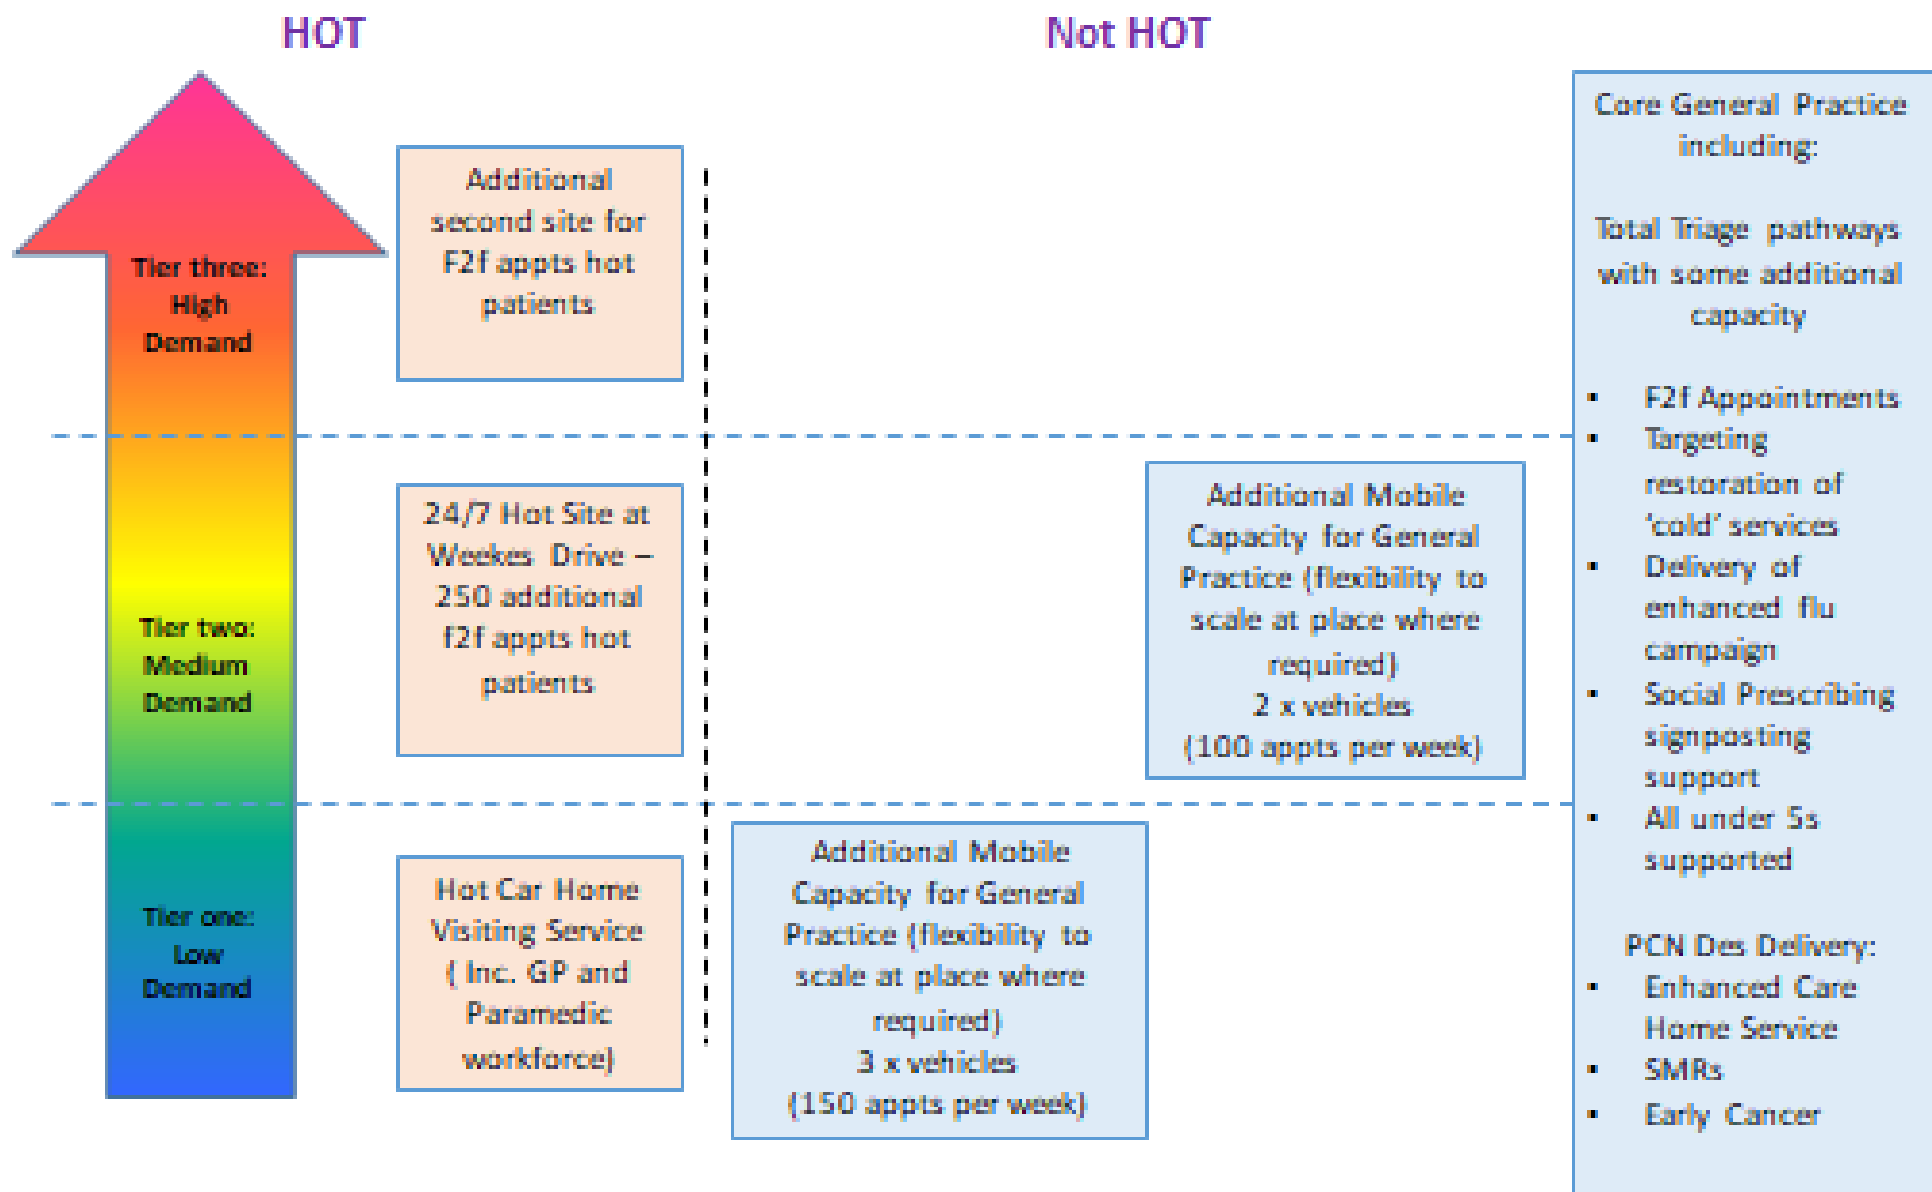 HOT
Not HOT
Tier three:
High
Demand
Additional
second site for
F2f appts hot
patients
Tier two:
Medium
Demand
24/7 Hot Site at
Weekes Drive –
250 additional
f2f appts hot
patients
Additional Mobile
Capacity for General
Practice (flexibility to
scale at place where
required)
2 x vehicles
(100 appts per week)
Tier one:
Low
Demand
Hot Car Home
Visiting Service
( Inc. GP and
Paramedic
workforce)
Additional Mobile
Capacity for General
Practice (flexibility to
scale at place where
required)
3 x vehicles
(150 appts per week)
Core General Practice
including:
Total Triage pathways
with some additional
capacity
• F2f Appointments
• Targeting
restoration of
‘cold’ services
• Delivery of
enhanced flu
campaign
• Social Prescribing
signposting
support
• All under 5s
supported
PCN Des Delivery:
• Enhanced Care
Home Service
• SMRs
• Early Cancer